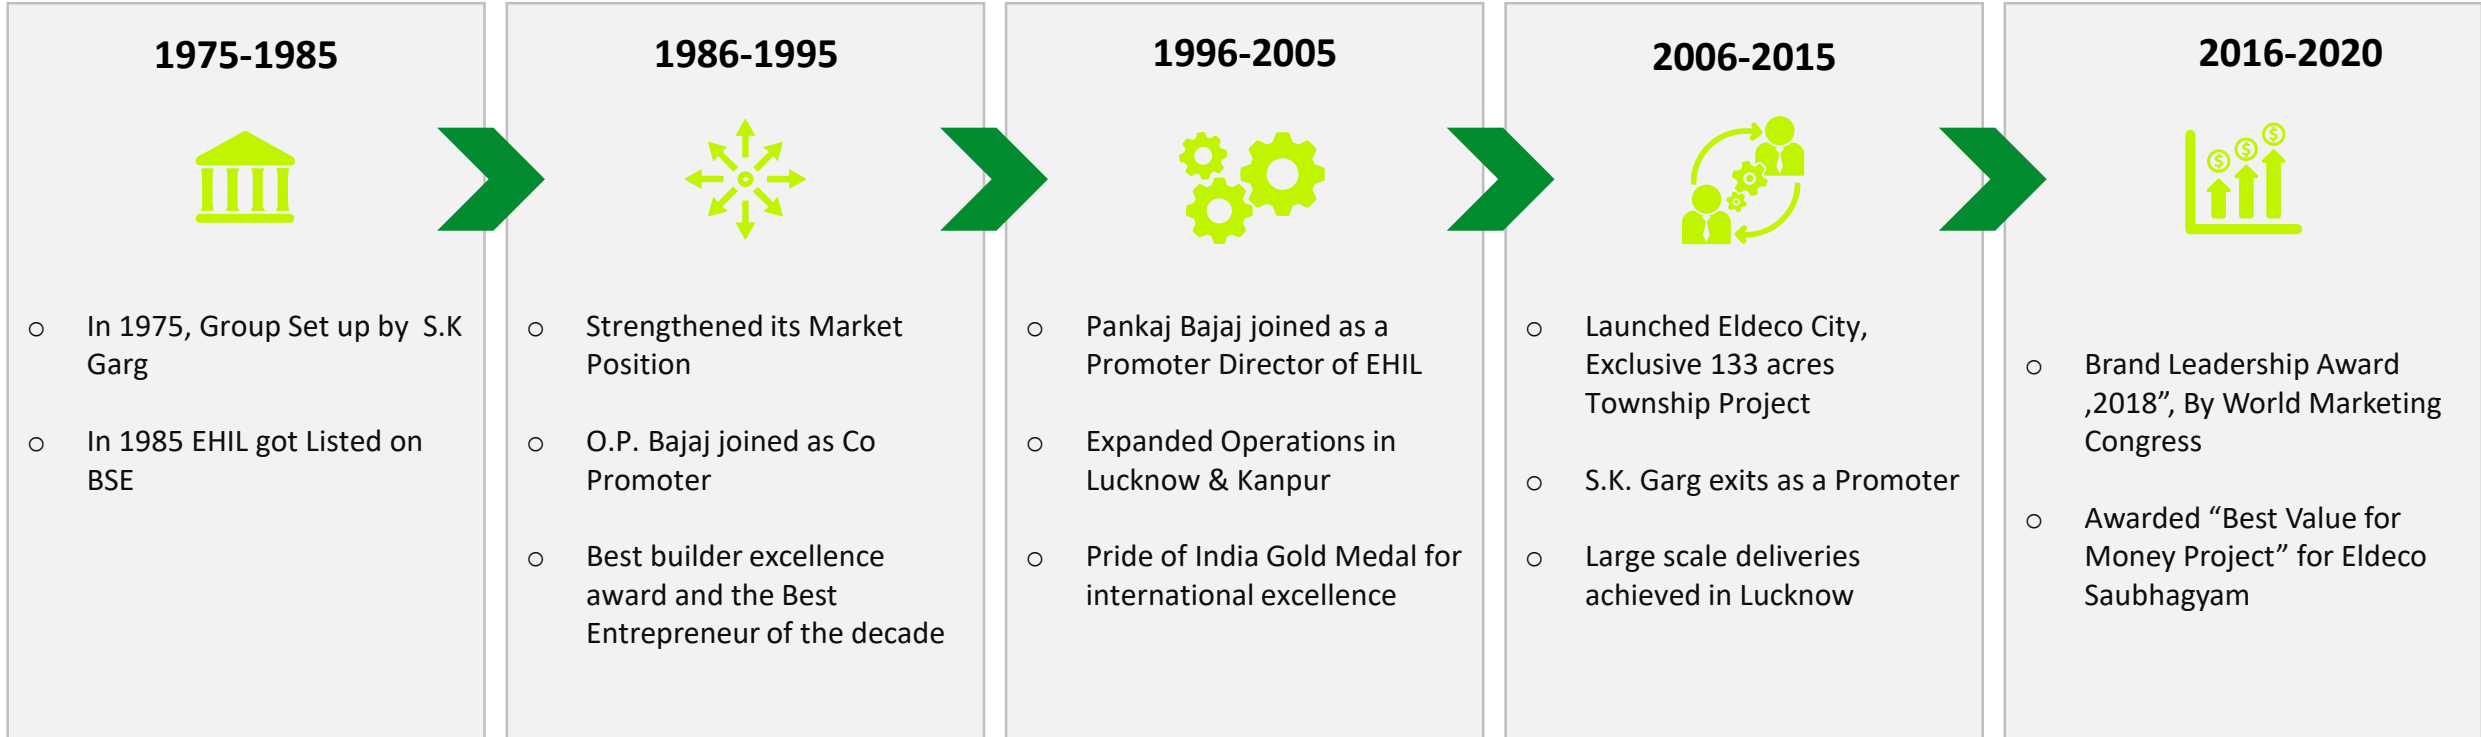 1975-1985
In 1975, Group Set up by  S.K
Garg
In 1985 EHIL got Listed on
BSE
1986-1995
Strengthened its Market
Position
O.P. Bajaj joined as Co
Promoter
Best builder excellence
award and the Best
Entrepreneur of the decade
1996-2005
Pankaj Bajaj joined as a
Promoter Director of EHIL
Expanded Operations in
Lucknow & Kanpur
Pride of India Gold Medal for
international excellence
2006-2015
Launched Eldeco City,
Exclusive 133 acres
Township Project
S.K. Garg exits as a Promoter
Large scale deliveries
achieved in Lucknow
2016-2020
$ $ $
Brand Leadership Award
,2018”, By World Marketing
Congress
Awarded “Best Value for
Money Project” for Eldeco
Saubhagyam